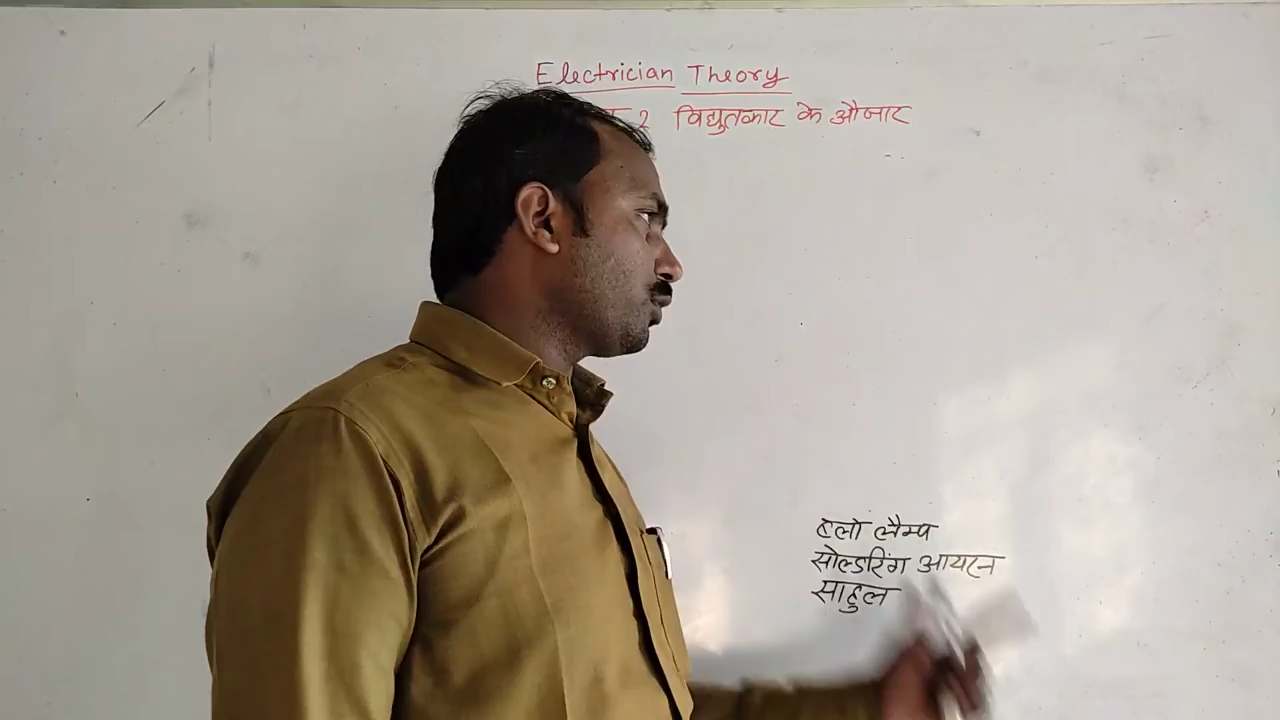 Electrician Theory
2 विद्युतकार के औजार
ब्लो लैम्प
सोल्डरिंग आयरन
साहुल